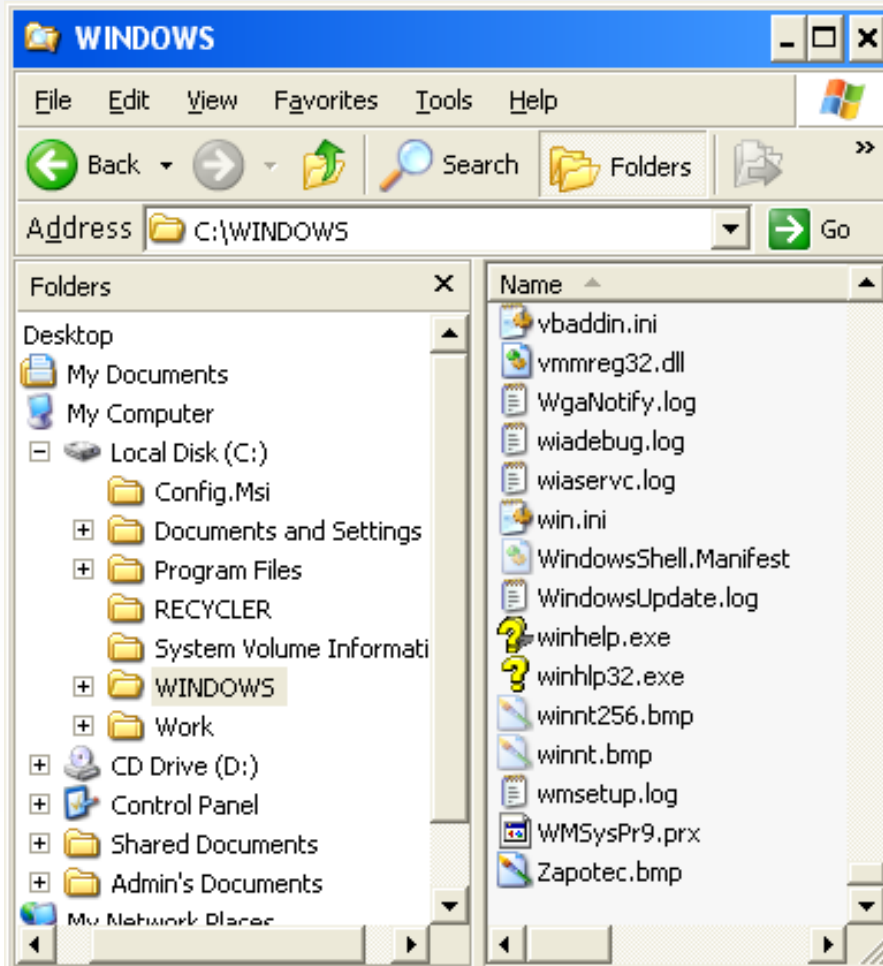 WINDOWS
File Edit View Favorites Tools Help
Back Search Folders »
Address C:\WINDOWS Go
Folders
Desktop
My Documents
My Computer
Local Disk (C:)
Config.Msi
Documents and Settings
Program Files
RECYCLER
System Volume Informati
WINDOWS
Work
CD Drive (D:)
Control Panel
Shared Documents
Admin's Documents
My Network Places
Name
vbaddin.ini
vmmreg32.dll
WgaNotify.log
wiadebug.log
wiaservc.log
win.ini
WindowsShell.Manifest
WindowsUpdate.log
winhelp.exe
winhlp32.exe
winnt256.bmp
winnt.bmp
wmsetup.log
WMSysPr9.prx
Zapotec.bmp